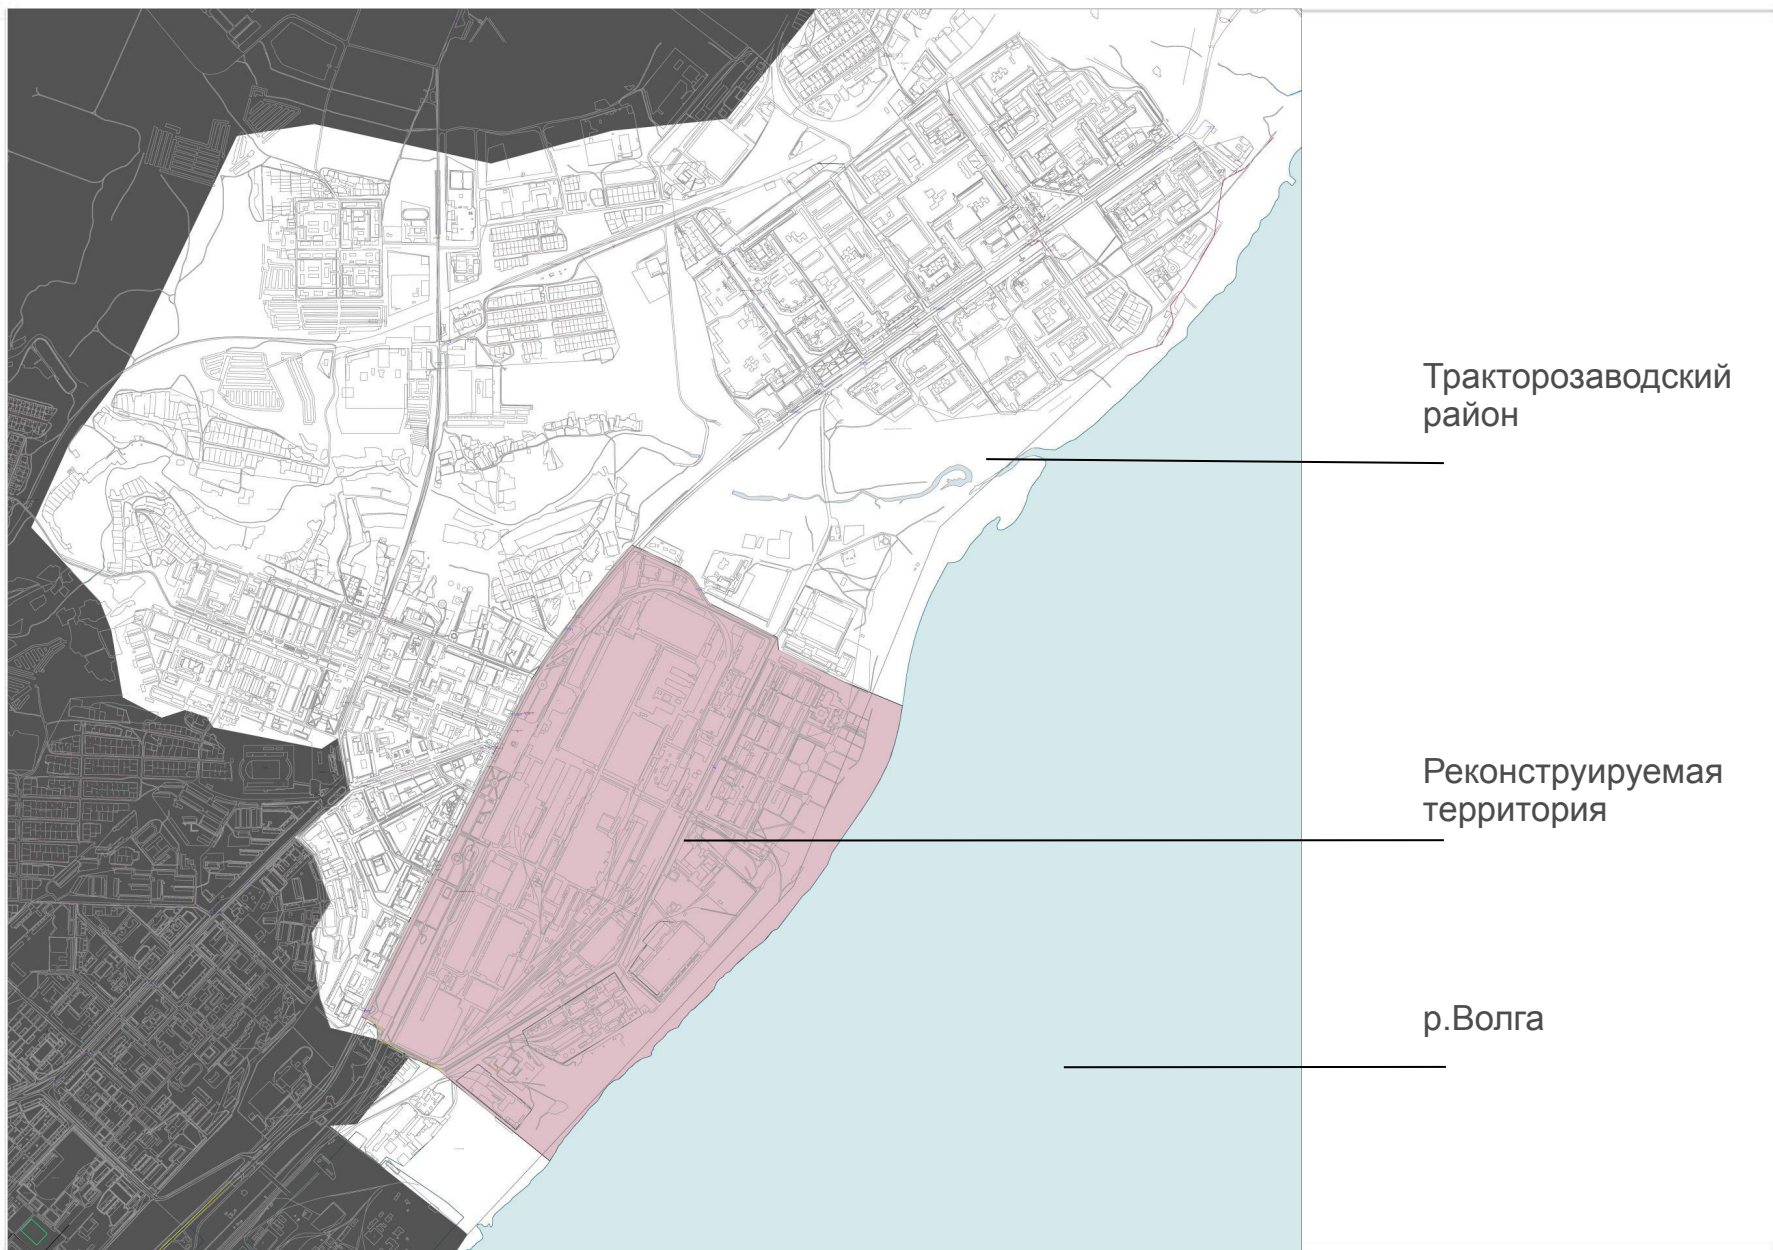 Тракторозаводский
район
Реконструируемая
территория
р.Волга